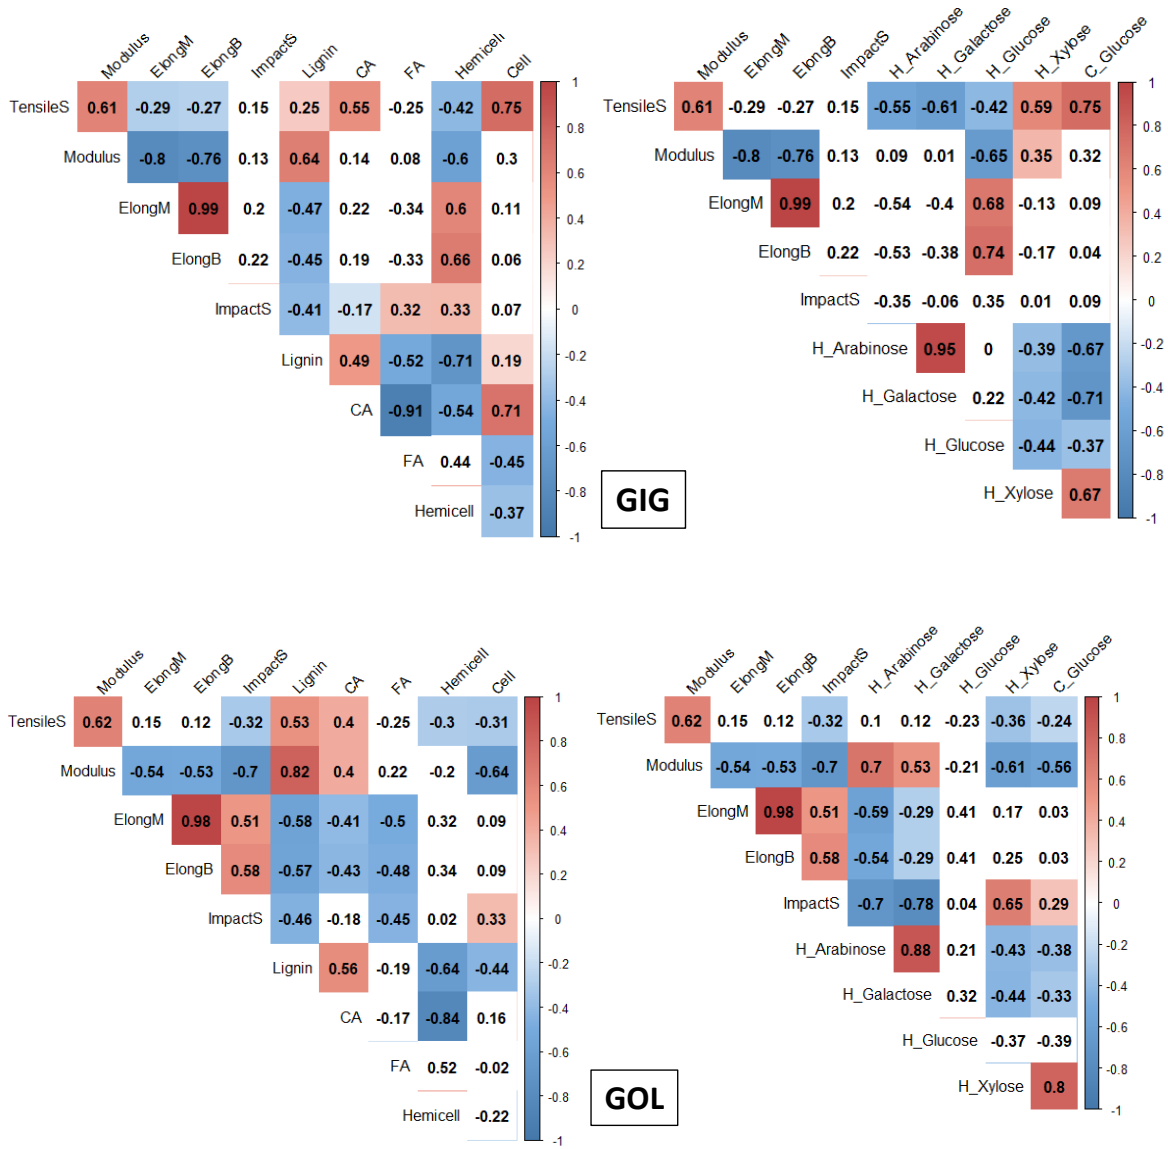 Modulus ElongM ElongB ImpactS Lignin CA FA Hemicell Cell
TensileS 0.61 -0.29 -0.27 0.15 0.25 0.55 -0.25 -0.42 0.75
Modulus -0.8 -0.76 0.13 0.64 0.14 0.08 -0.6 0.3
ElongM 0.99 0.2 -0.47 0.22 -0.34 0.6 0.11
ElongB 0.22 -0.45 0.19 -0.33 0.66 0.06
ImpactS -0.41 -0.17 0.32 0.33 0.07
Lignin 0.49 -0.52 -0.71 0.19
CA -0.91 -0.54 0.71
FA 0.44 -0.45
Hemicell -0.37
1
0.8
0.6
0.4
0.2
0
-0.2
-0.4
-0.6
-0.8
-1
Modulus ElongM ElongB ImpactS H_Arabinose H_Galactose H_Glucose H_Xylose C_Glucose
TensileS 0.61 -0.29 -0.27 0.15 -0.55 -0.61 -0.42 0.59 0.75
Modulus -0.8 -0.76 0.13 0.09 0.01 -0.65 0.35 0.32
ElongM 0.99 0.2 -0.54 -0.4 0.68 -0.13 0.09
ElongB 0.22 -0.53 -0.38 0.74 -0.17 0.04
ImpactS -0.35 -0.06 0.35 0.01 0.09
H_Arabinose 0.95 0 -0.39 -0.67
H_Galactose 0.22 -0.42 -0.71
H_Glucose -0.44 -0.37
H_Xylose 0.67
1
0.8
0.6
0.4
0.2
0
-0.2
-0.4
-0.6
-0.8
-1
GIG
Modulus ElongM ElongB ImpactS Lignin CA FA Hemicell Cell
TensileS 0.62 0.15 0.12 -0.32 0.53 0.4 -0.25 -0.3 -0.31
Modulus -0.54 -0.53 -0.7 0.82 0.4 0.22 -0.2 -0.64
ElongM 0.98 0.51 -0.58 -0.41 -0.5 0.32 0.09
ElongB 0.58 -0.57 -0.43 -0.48 0.34 0.09
ImpactS -0.46 -0.18 -0.45 0.02 0.33
Lignin 0.56 -0.19 -0.64 -0.44
CA -0.17 -0.84 0.16
FA 0.52 -0.02
Hemicell -0.22
1
0.8
0.6
0.4
0.2
0
-0.2
-0.4
-0.6
-0.8
-1
Modulus ElongM ElongB ImpactS H_Arabinose H_Galactose H_Glucose H_Xylose C_Glucose
TensileS 0.62 0.15 0.12 -0.32 0.1 0.12 -0.23 -0.36 -0.24
Modulus -0.54 -0.53 -0.7 0.7 0.53 -0.21 -0.61 -0.56
ElongM 0.98 0.51 -0.59 -0.29 0.41 0.17 0.03
ElongB 0.58 -0.54 -0.29 0.41 0.25 0.03
ImpactS -0.7 -0.78 0.04 0.65 0.29
H_Arabinose 0.88 0.21 -0.43 -0.38
H_Galactose 0.32 -0.44 -0.33
H_Glucose -0.37 -0.39
H_Xylose 0.8
1
0.8
0.6
0.4
0.2
0
-0.2
-0.4
-0.6
-0.8
-1
GOL